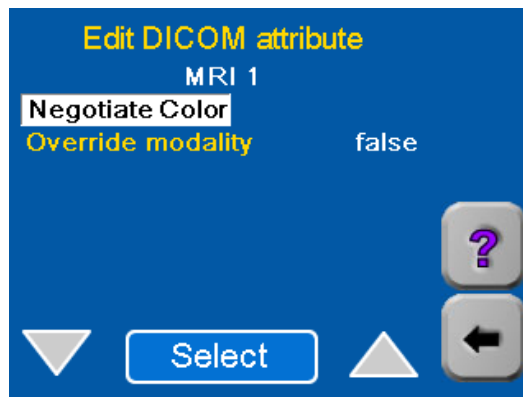 Edit DICOM attribute
MRI 1
Negotiate Color
Override modality false
?
Select